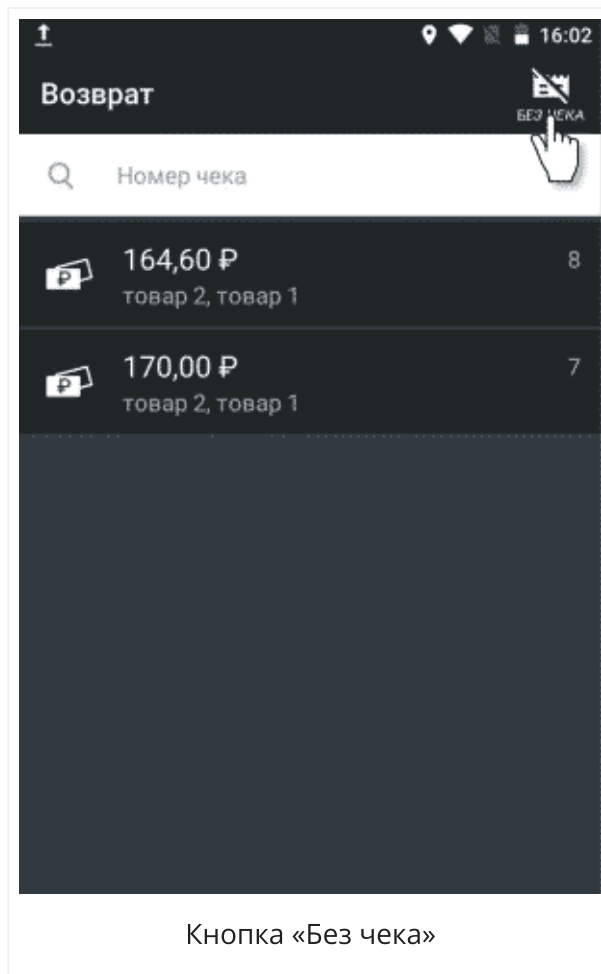 16:02
Возврат
БЕЗ ЧЕКА
Номер чека
164,60 ₽
8
товар 2, товар 1
170,00 ₽
7
товар 2, товар 1
Кнопка «Без чека»